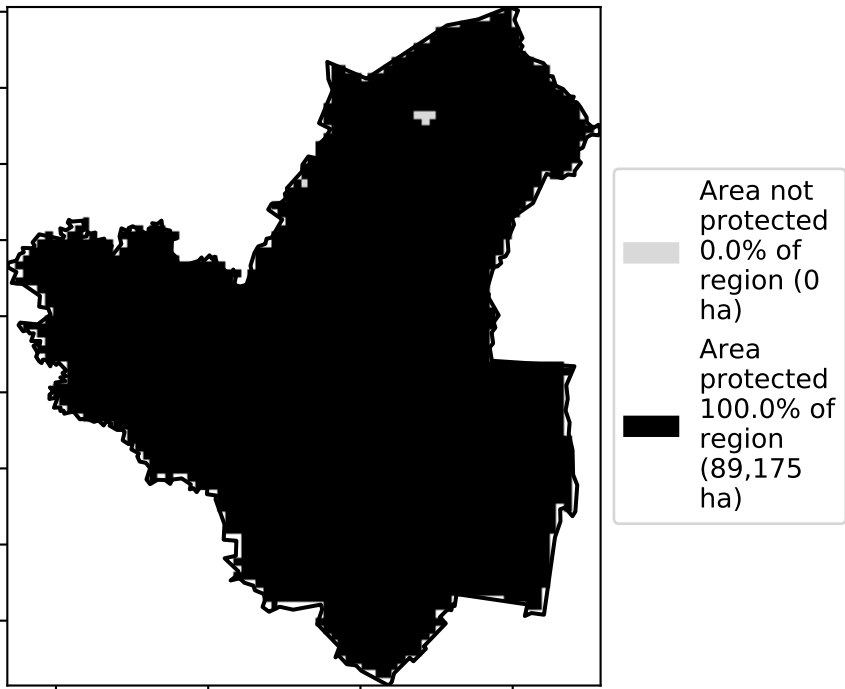 Area not
protected
0.0% of
region (0
ha)
Area
protected
100.0% of
region
(89,175
ha)